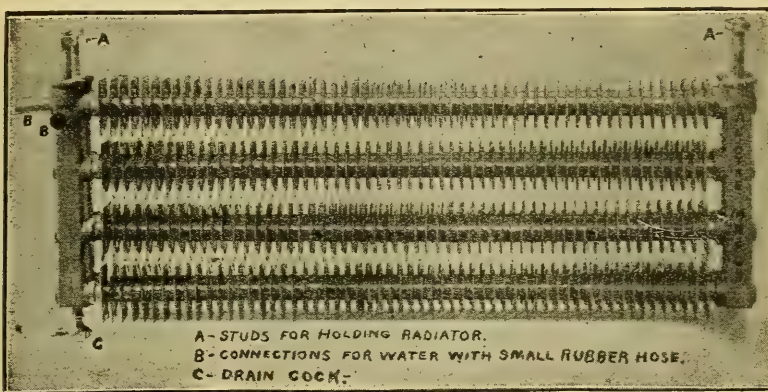 A- A-
B B
C
A- STUDS FOR HOLDING RADIATOR.
B- CONNECTIONS FOR WATER WITH SMALL RUBBER HOSE.
C- DRAIN COCK-